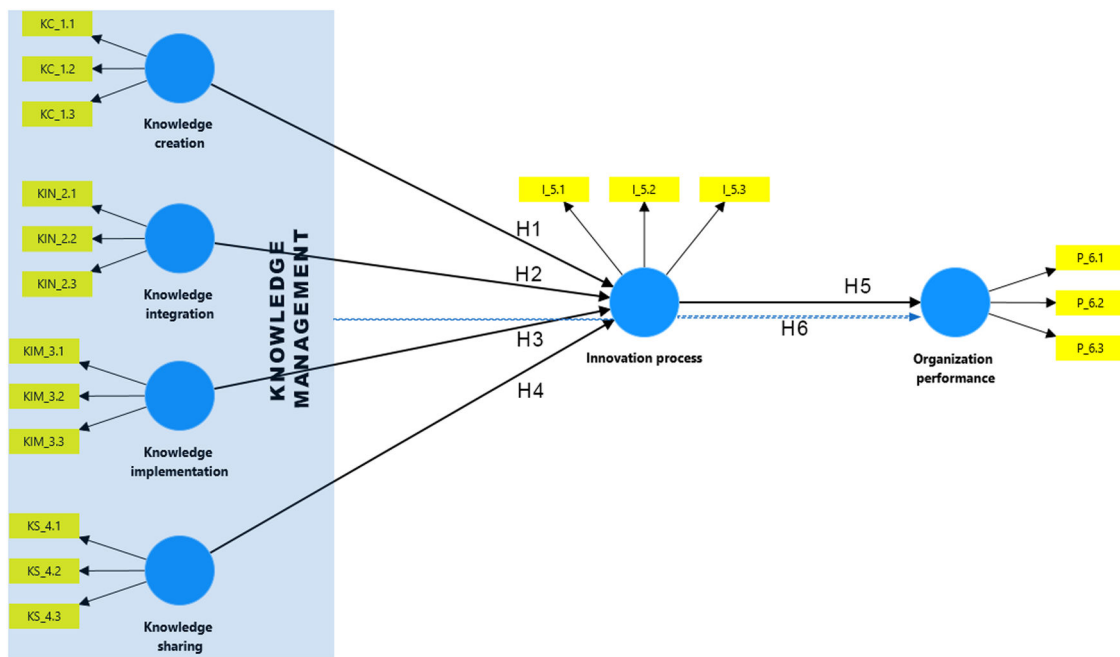 KC_1.1
KC_1.2
KC_1.3
Knowledge
creation
KIN_2.1
KIN_2.2
KIN_2.3
Knowledge
integration
KIM_3.1
KIM_3.2
KIM_3.3
Knowledge
implementation
KS_4.1
KS_4.2
KS_4.3
Knowledge
sharing
KNOWLEDGE
MANAGEMENT
H1
H2
H3
H4
I_5.1
I_5.2
I_5.3
Innovation process
H5
H6
Organization
performance
P_6.1
P_6.2
P_6.3